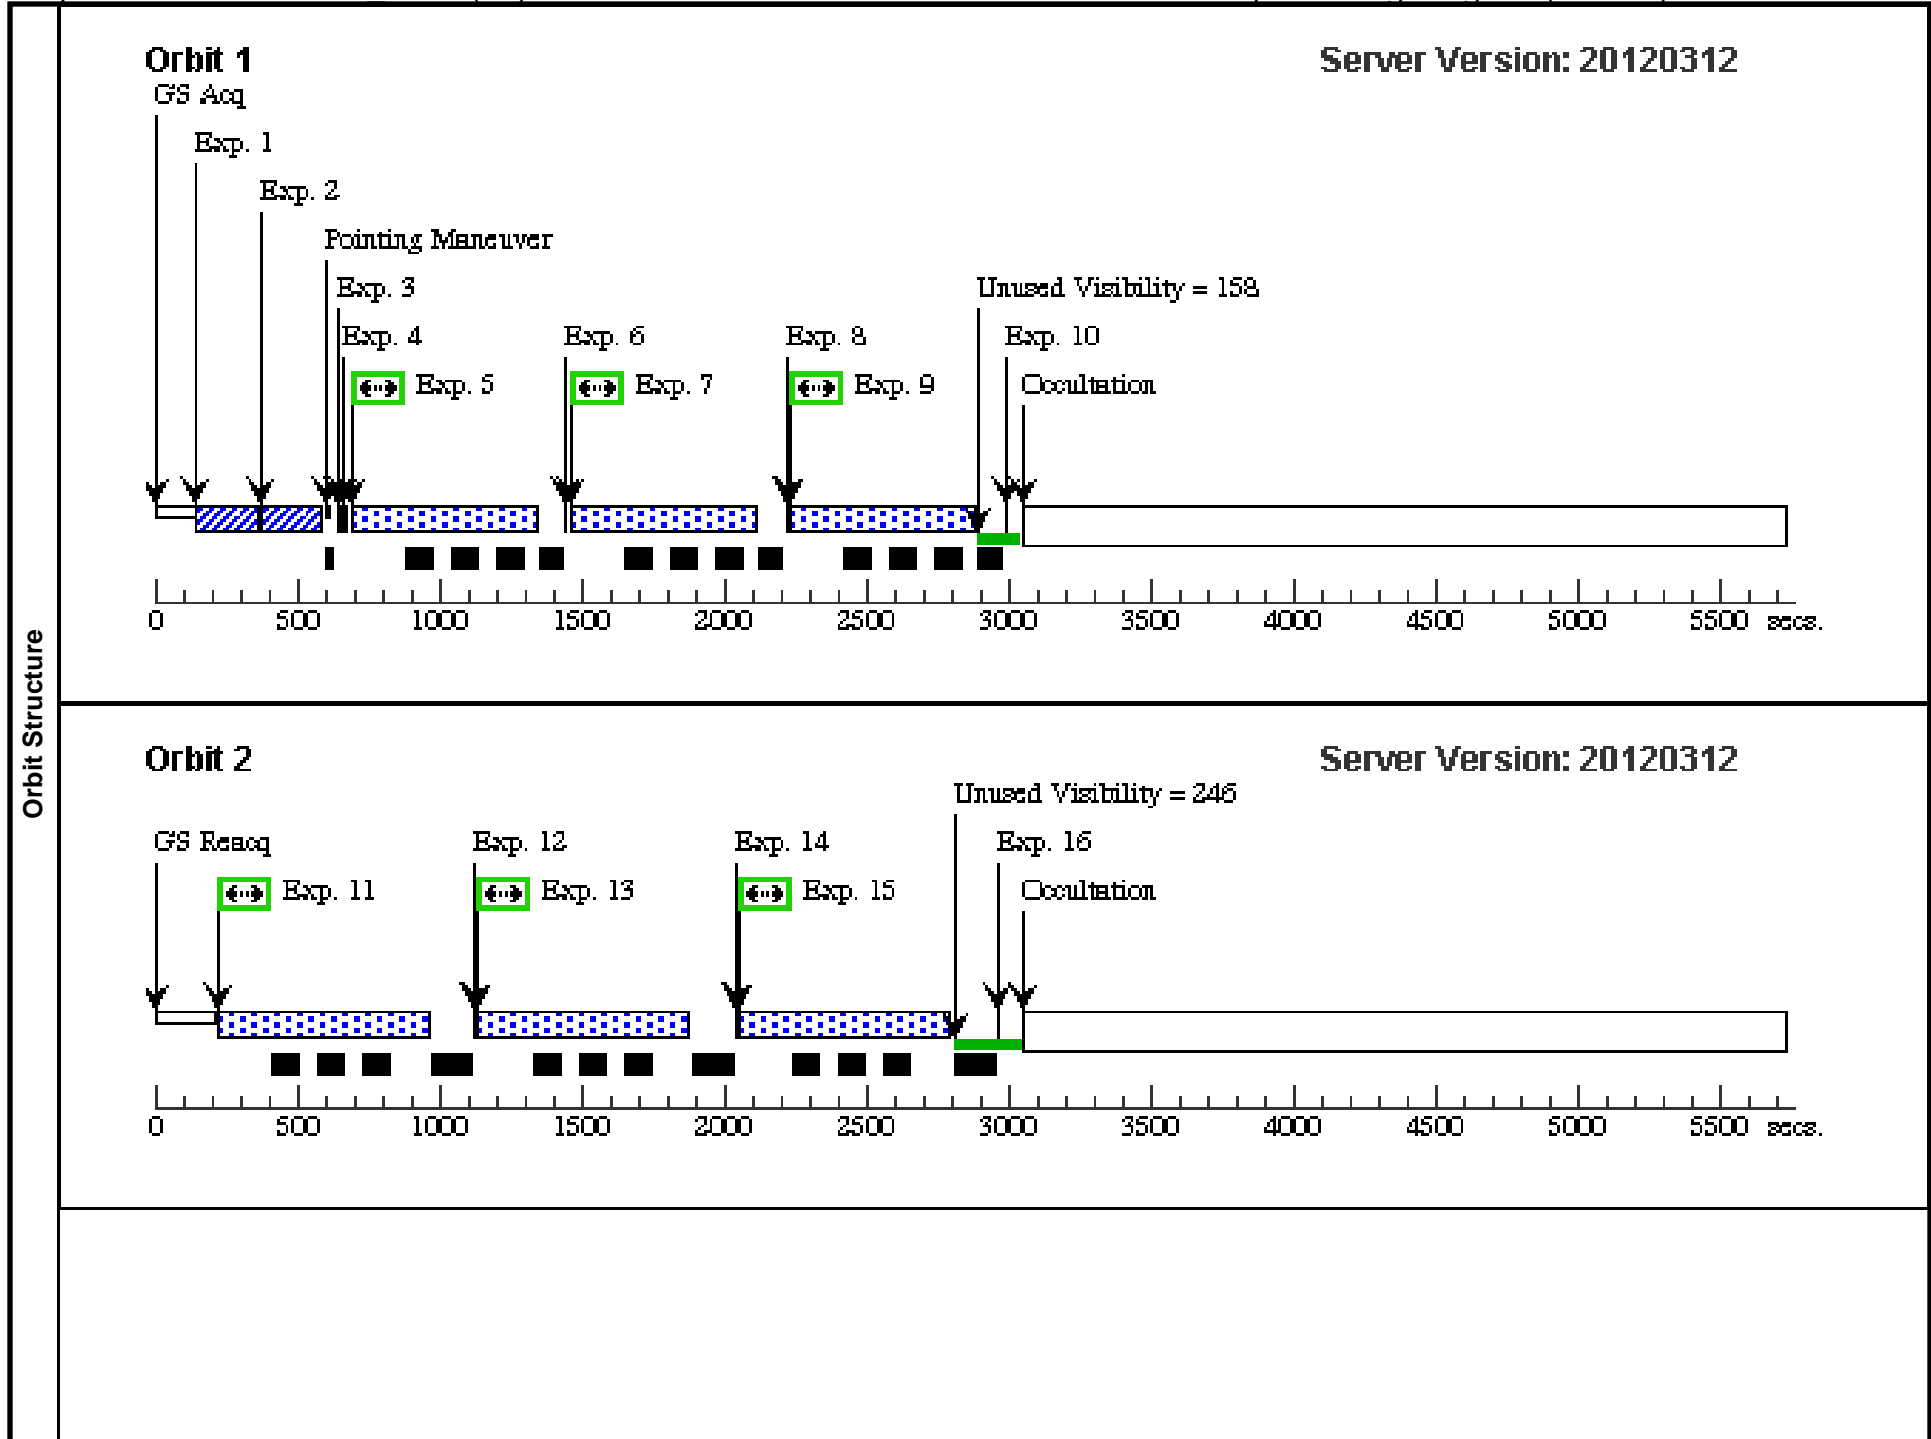 Orbit Structure
Orbit 1
Server Version: 20120312
GS Acq
Exp. 1
Exp. 2
Pointing Maneuver
Exp. 3
Unused Visibility = 158
Exp. 4
Exp. 6
Exp. 8
Exp. 10
Exp. 5
Exp. 7
Exp. 9
Occultation
0 500 1000 1500 2000 2500 3000 3500 4000 4500 5000 5500 secs.
Orbit 2
Server Version: 20120312
Unused Visibility = 246
GS Reacq
Exp. 12
Exp. 14
Exp. 16
Exp. 11
Exp. 13
Exp. 15
Occultation
0 500 1000 1500 2000 2500 3000 3500 4000 4500 5000 5500 secs.